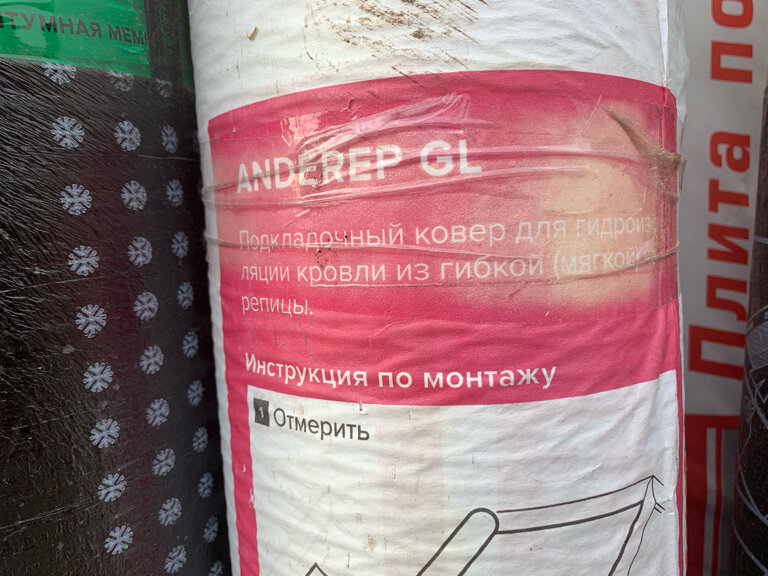 ТУМНАЯ МЕМ
ANDEREP GL
Подкладочный ковер для гидроиз
ляции кровли из гибкой (мягкой)
репицы.
Инструкция по монтажу
1 Отмерить
Плита по